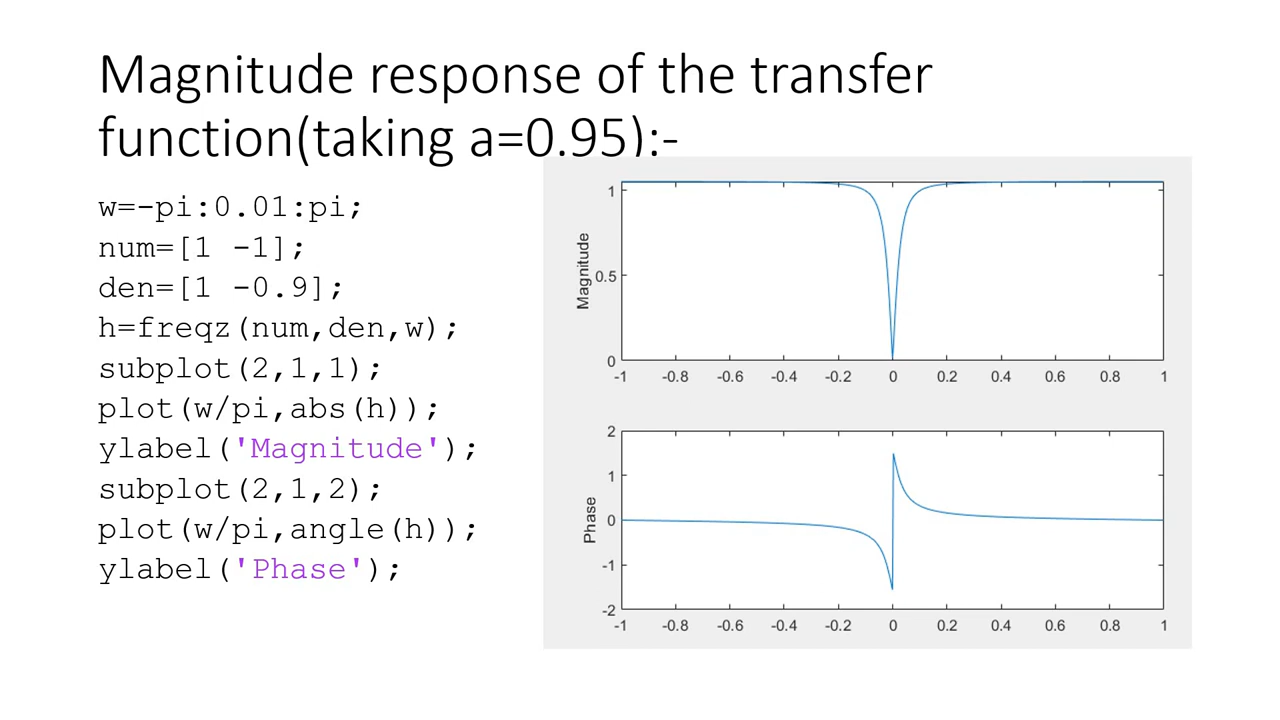 Magnitude response of the transfer
function(taking a=0.95):-
w=-pi:0.01:pi;
num=[1 -1];
den=[1 -0.9];
h=freqz(num,den,w);
subplot(2,1,1);
plot(w/pi,abs(h));
ylabel('Magnitude');
subplot(2,1,2);
plot(w/pi,angle(h));
ylabel('Phase');
Magnitude
1
0.5
0
-1 -0.8 -0.6 -0.4 -0.2 0 0.2 0.4 0.6 0.8 1
Phase
2
1
0
-1
-2
-1 -0.8 -0.6 -0.4 -0.2 0 0.2 0.4 0.6 0.8 1